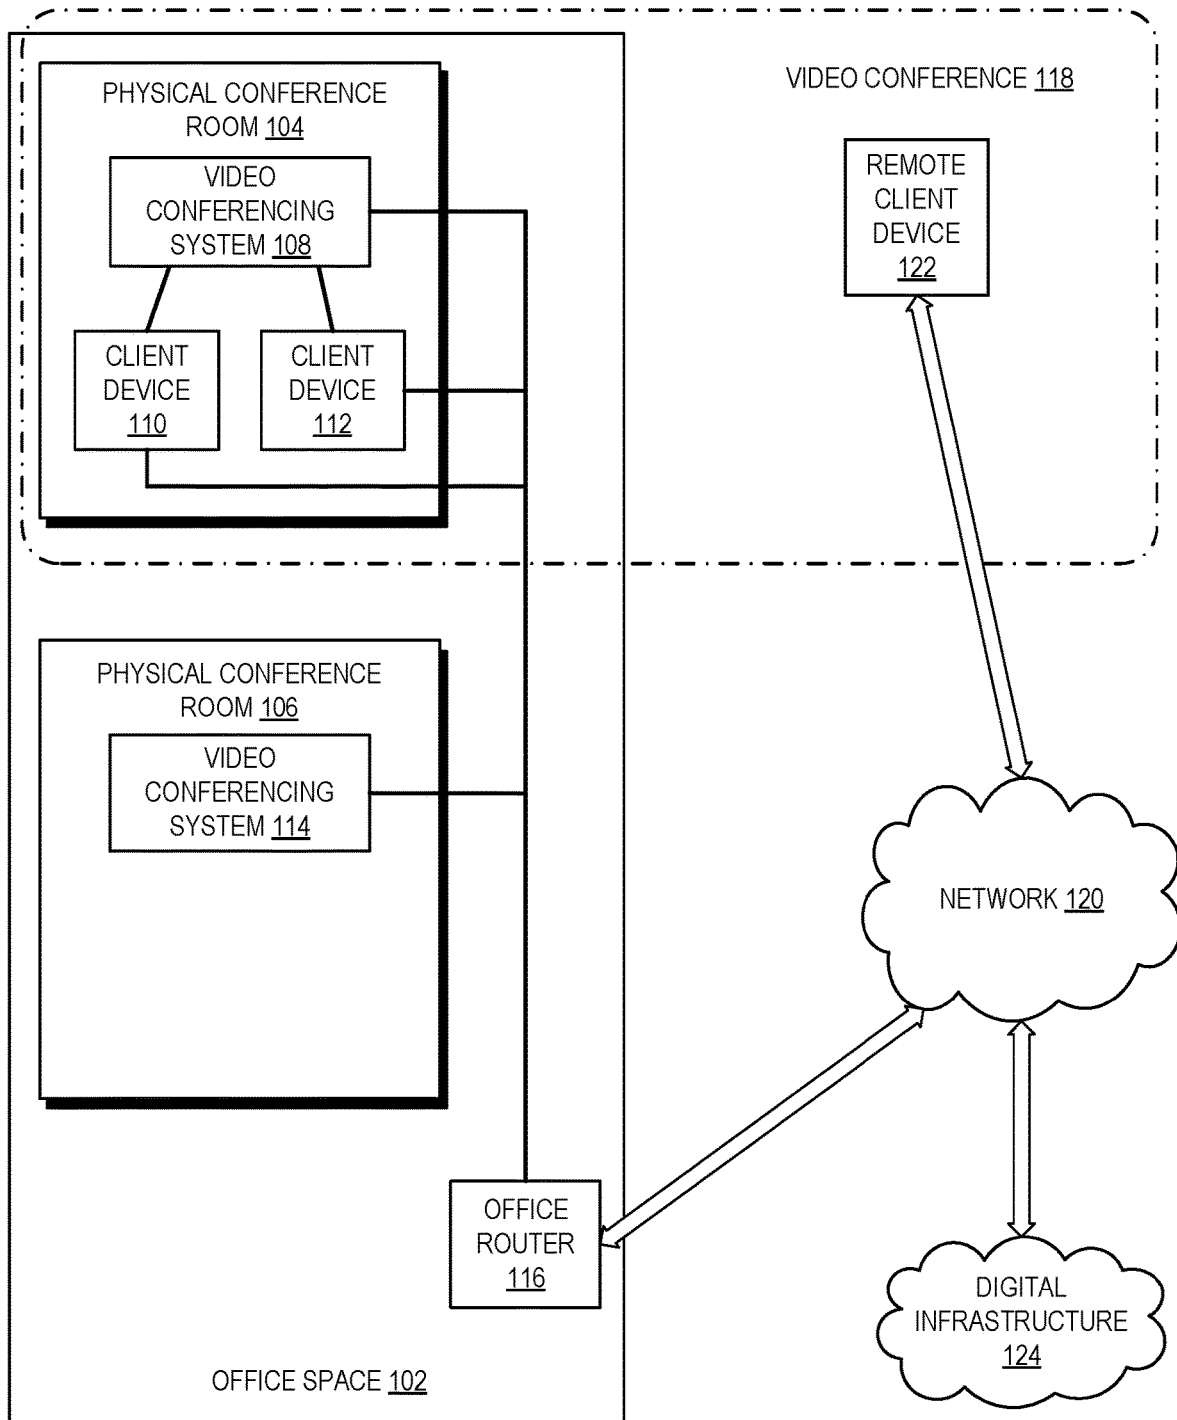 PHYSICAL CONFERENCE
ROOM 104
VIDEO
CONFERENCING
SYSTEM 108
CLIENT
DEVICE
110
CLIENT
DEVICE
112
VIDEO CONFERENCE 118
REMOTE
CLIENT
DEVICE
122
PHYSICAL CONFERENCE
ROOM 106
VIDEO
CONFERENCING
SYSTEM 114
NETWORK 120
OFFICE
ROUTER
116
DIGITAL
INFRASTRUCTURE
124
OFFICE SPACE 102